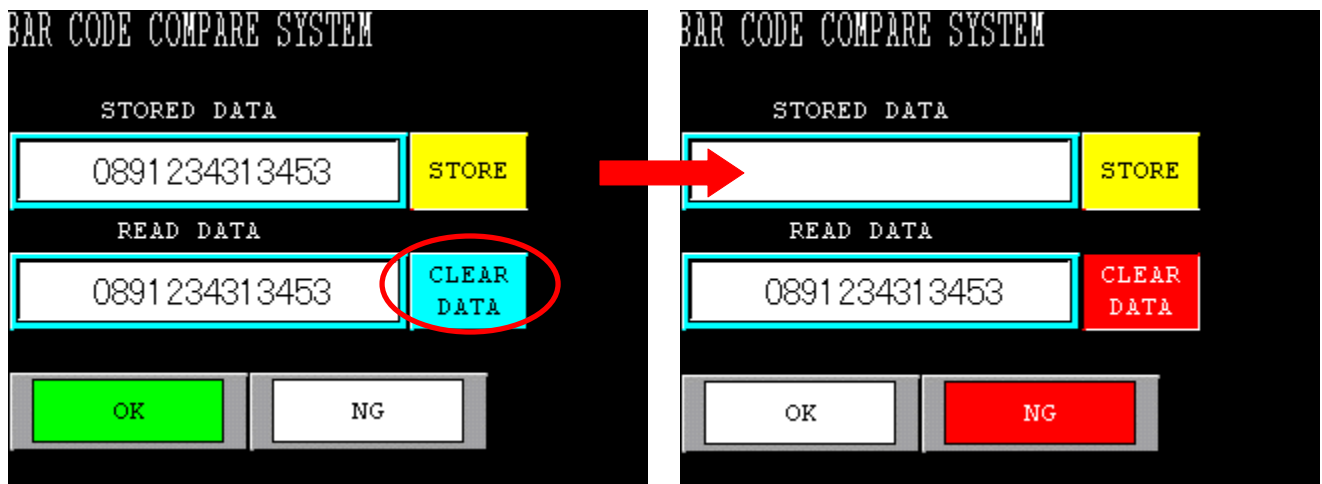 BAR CODE COMPARE SYSTEM
STORED DATA
0891234313453
STORE
READ DATA
0891234313453
CLEAR
DATA
OK
NG
BAR CODE COMPARE SYSTEM
STORED DATA
STORE
READ DATA
0891234313453
CLEAR
DATA
OK
NG